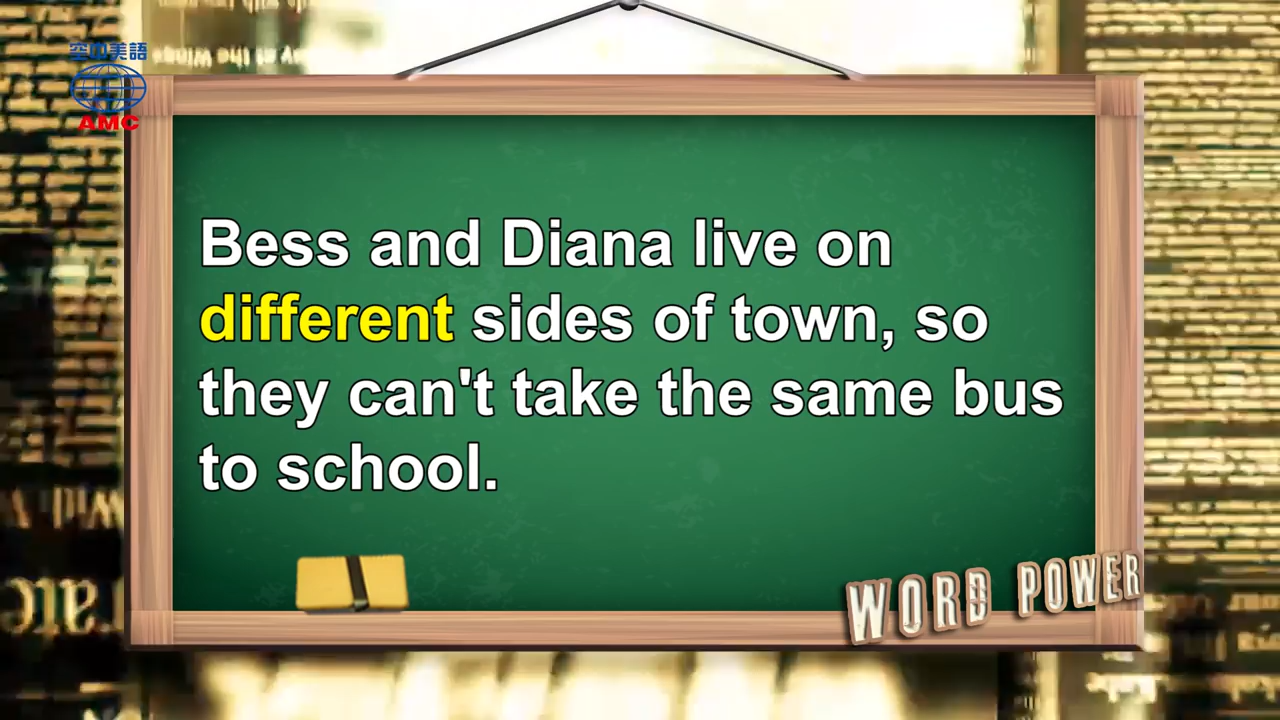 空中美語
AMC
Bess and Diana live on
different sides of town, so
they can't take the same bus
to school.
WORD POWER